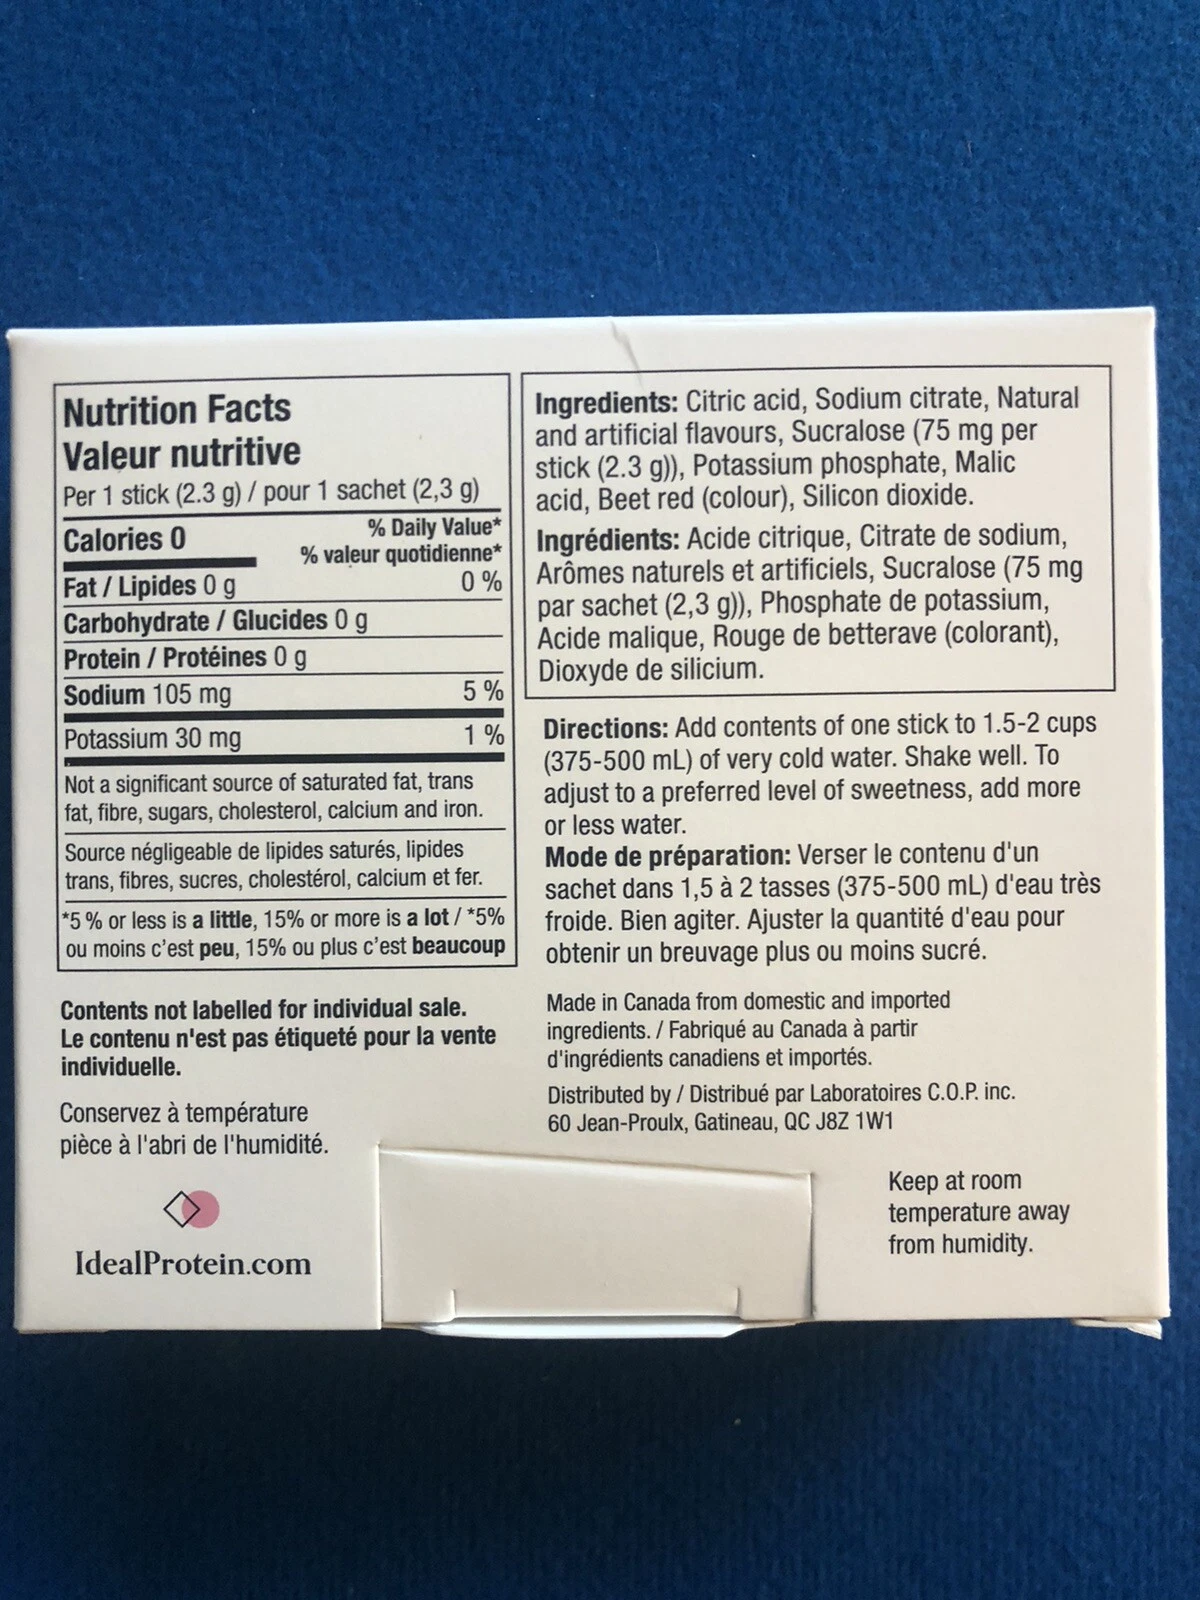 Nutrition Facts
Valeur nutritive
Per 1 stick (2.3 g) / pour 1 sachet (2,3 g)
Calories 0
% Daily Value*
% valeur quotidienne*
Fat / Lipides 0 g 0 %
Carbohydrate / Glucides 0 g
Protein / Protéines 0 g
Sodium 105 mg 5 %
Potassium 30 mg 1 %
Not a significant source of saturated fat, trans
fat, fibre, sugars, cholesterol, calcium and iron.
Source négligeable de lipides saturés, lipides
trans, fibres, sucres, cholestérol, calcium et fer.
*5 % or less is a little, 15% or more is a lot / *5%
ou moins c'est peu, 15% ou plus c'est beaucoup
Contents not labelled for individual sale.
Le contenu n'est pas étiqueté pour la vente
individuelle.
Conservez à température
pièce à l'abri de l'humidité.
IdealProtein.com
Ingredients: Citric acid, Sodium citrate, Natural
and artificial flavours, Sucralose (75 mg per
stick (2.3 g)), Potassium phosphate, Malic
acid, Beet red (colour), Silicon dioxide.
Ingrédients: Acide citrique, Citrate de sodium,
Arômes naturels et artificiels, Sucralose (75 mg
par sachet (2,3 g)), Phosphate de potassium,
Acide malique, Rouge de betterave (colorant),
Dioxyde de silicium.
Directions: Add contents of one stick to 1.5-2 cups
(375-500 mL) of very cold water. Shake well. To
adjust to a preferred level of sweetness, add more
or less water.
Mode de préparation: Verser le contenu d'un
sachet dans 1,5 à 2 tasses (375-500 mL) d'eau très
froide. Bien agiter. Ajuster la quantité d'eau pour
obtenir un breuvage plus ou moins sucré.
Made in Canada from domestic and imported
ingredients. / Fabriqué au Canada à partir
d'ingrédients canadiens et importés.
Distributed by / Distribué par Laboratoires C.O.P. inc.
60 Jean-Proulx, Gatineau, QC J8Z 1W1
Keep at room
temperature away
from humidity.